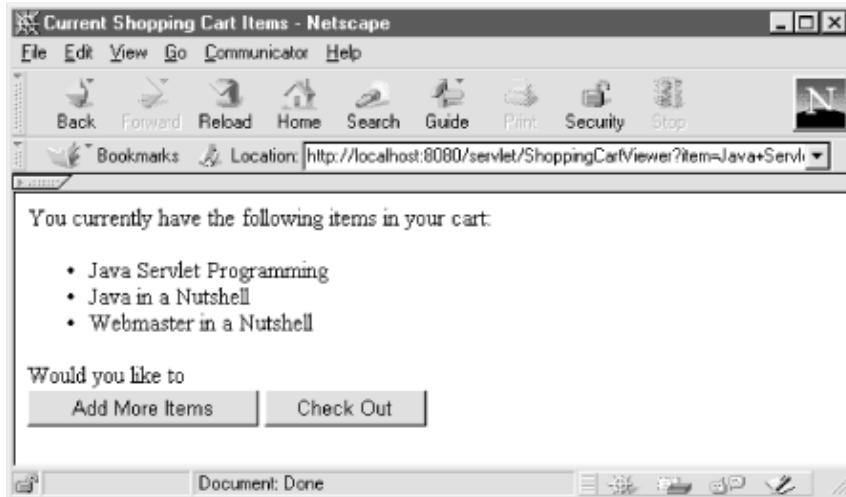 Current Shopping Cart Items - Netscape
File Edit View Go Communicator Help
Back Forward Reload Home Search Guide Print Security Stop
N
Bookmarks Location: http://localhost:8080/servlet/ShoppingCartViewer?item=Java+Servl
You currently have the following items in your cart:
• Java Servlet Programming
• Java in a Nutshell
• Webmaster in a Nutshell
Would you like to
Add More Items Check Out
Document: Done